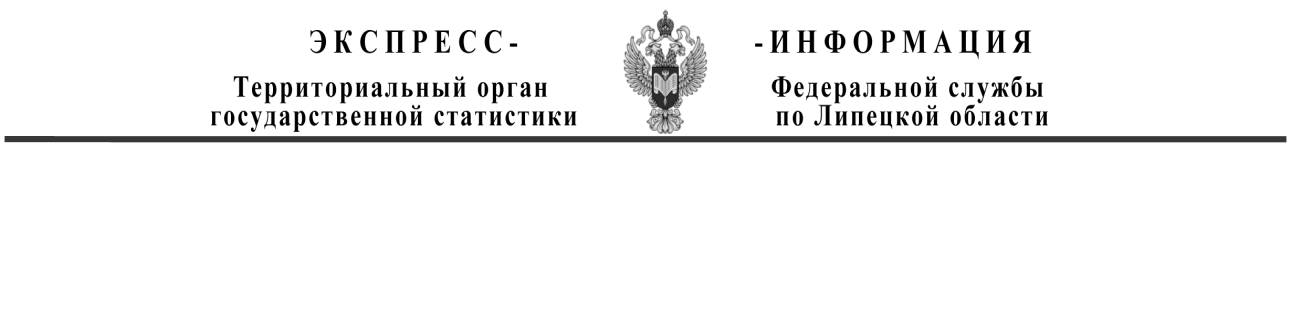 ЭКСПРЕСС- -ИНФОРМАЦИЯ
Территориальный орган Федеральной службы
государственной статистики по Липецкой области